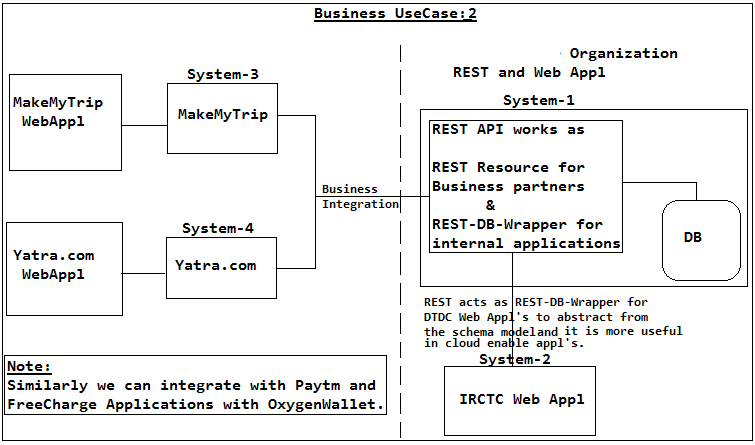 Business UseCase:2
Organization
REST and Web Appl
System-3
System-1
MakeMyTrip
WebAppl
MakeMyTrip
REST API works as
REST Resource for
Business partners
&
REST-DB-Wrapper for
internal applications
Business
Integration
DB
System-4
Yatra.com
WebAppl
Yatra.com
REST acts as REST-DB-Wrapper for
DTDC Web Appl's to abstract from
the schema modeland it is more useful
in cloud enable appl's.
System-2
IRCTC Web Appl
Note:
Similarly we can integrate with Paytm and
FreeCharge Applications with OxygenWallet.